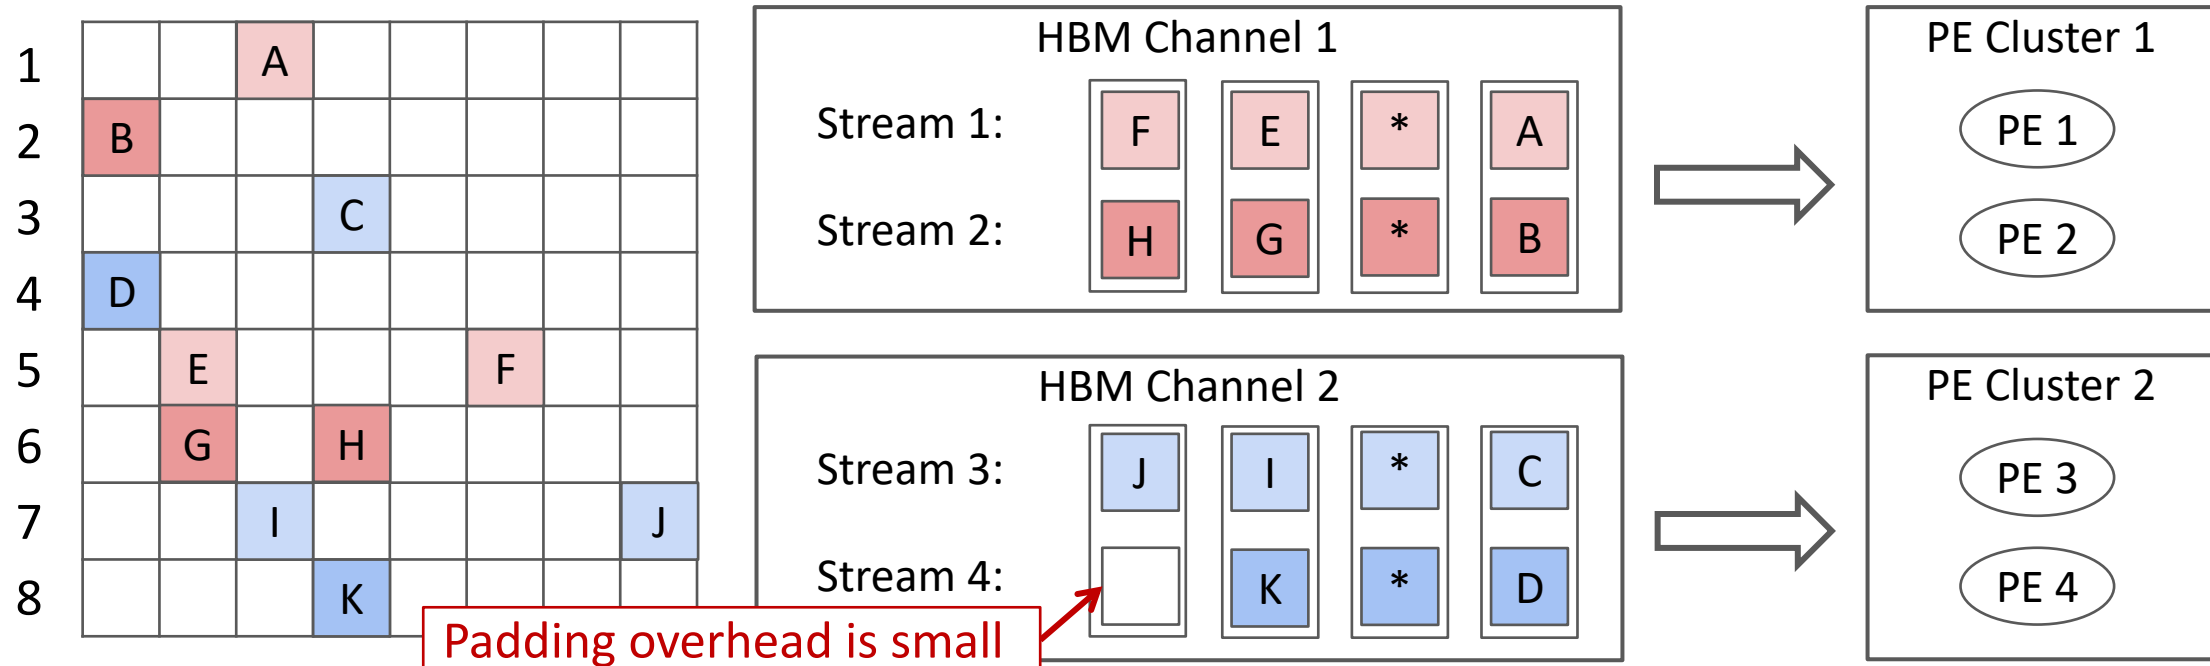 1 A
2 B
3 C
4 D
5 E F
6 G H
7 I J
8 K
HBM Channel 1
Stream 1: F E * A
Stream 2: H G * B
HBM Channel 2
Stream 3: J I * C
Stream 4: K * D
Padding overhead is small
PE Cluster 1
PE 1
PE 2
PE Cluster 2
PE 3
PE 4